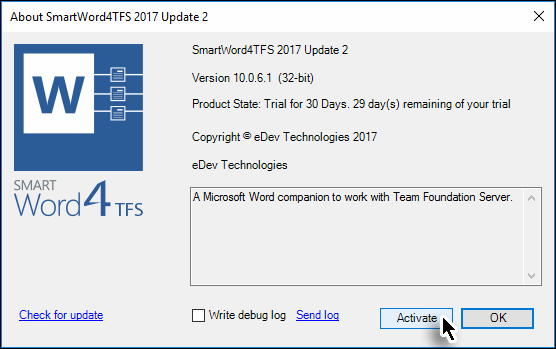 About SmartWord4TFS 2017 Update 2
W
SMART
Word4TFS
SmartWord4TFS 2017 Update 2
Version 10.0.6.1 (32-bit)
Product State: Trial for 30 Days. 29 day(s) remaining of your trial
Copyright © eDev Technologies 2017
eDev Technologies
A Microsoft Word companion to work with Team Foundation Server.
Check for update
Write debug log Send log
Activate
OK